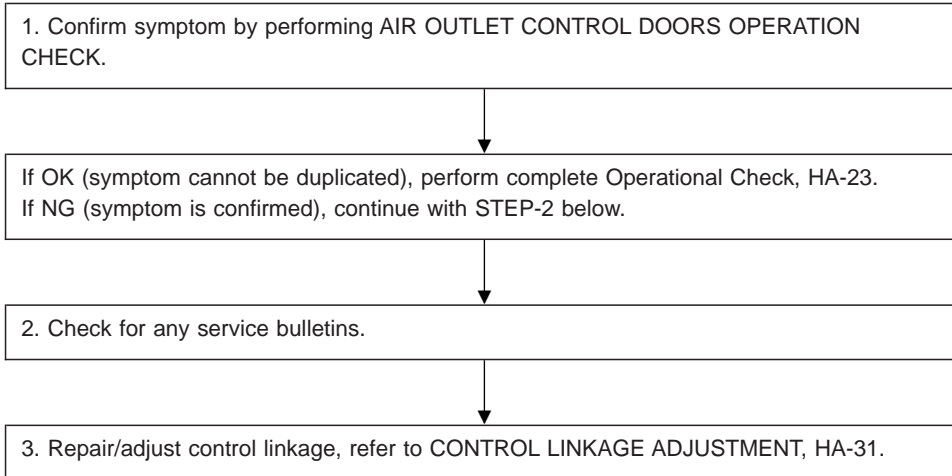 1. Confirm symptom by performing AIR OUTLET CONTROL DOORS OPERATION
CHECK.
If OK (symptom cannot be duplicated), perform complete Operational Check, HA-23.
If NG (symptom is confirmed), continue with STEP-2 below.
2. Check for any service bulletins.
3. Repair/adjust control linkage, refer to CONTROL LINKAGE ADJUSTMENT, HA-31.